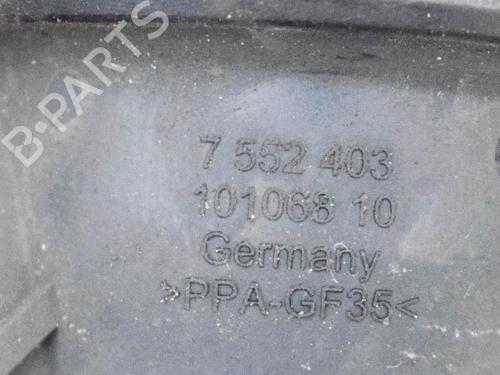 B-PARTS
7 552 403
101068 10
Germany
>PPA-GF35<